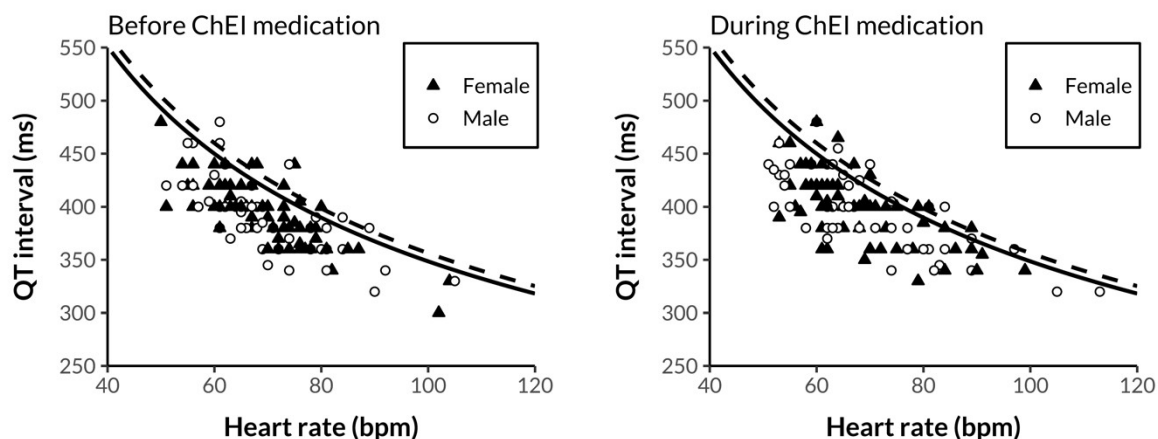 Before ChEI medication
550
500
450
400
350
300
250
QT interval (ms)
40
60
80
100
120
Heart rate (bpm)
Female
Male
During ChEI medication
550
500
450
400
350
300
250
QT interval (ms)
40
60
80
100
120
Heart rate (bpm)
Female
Male